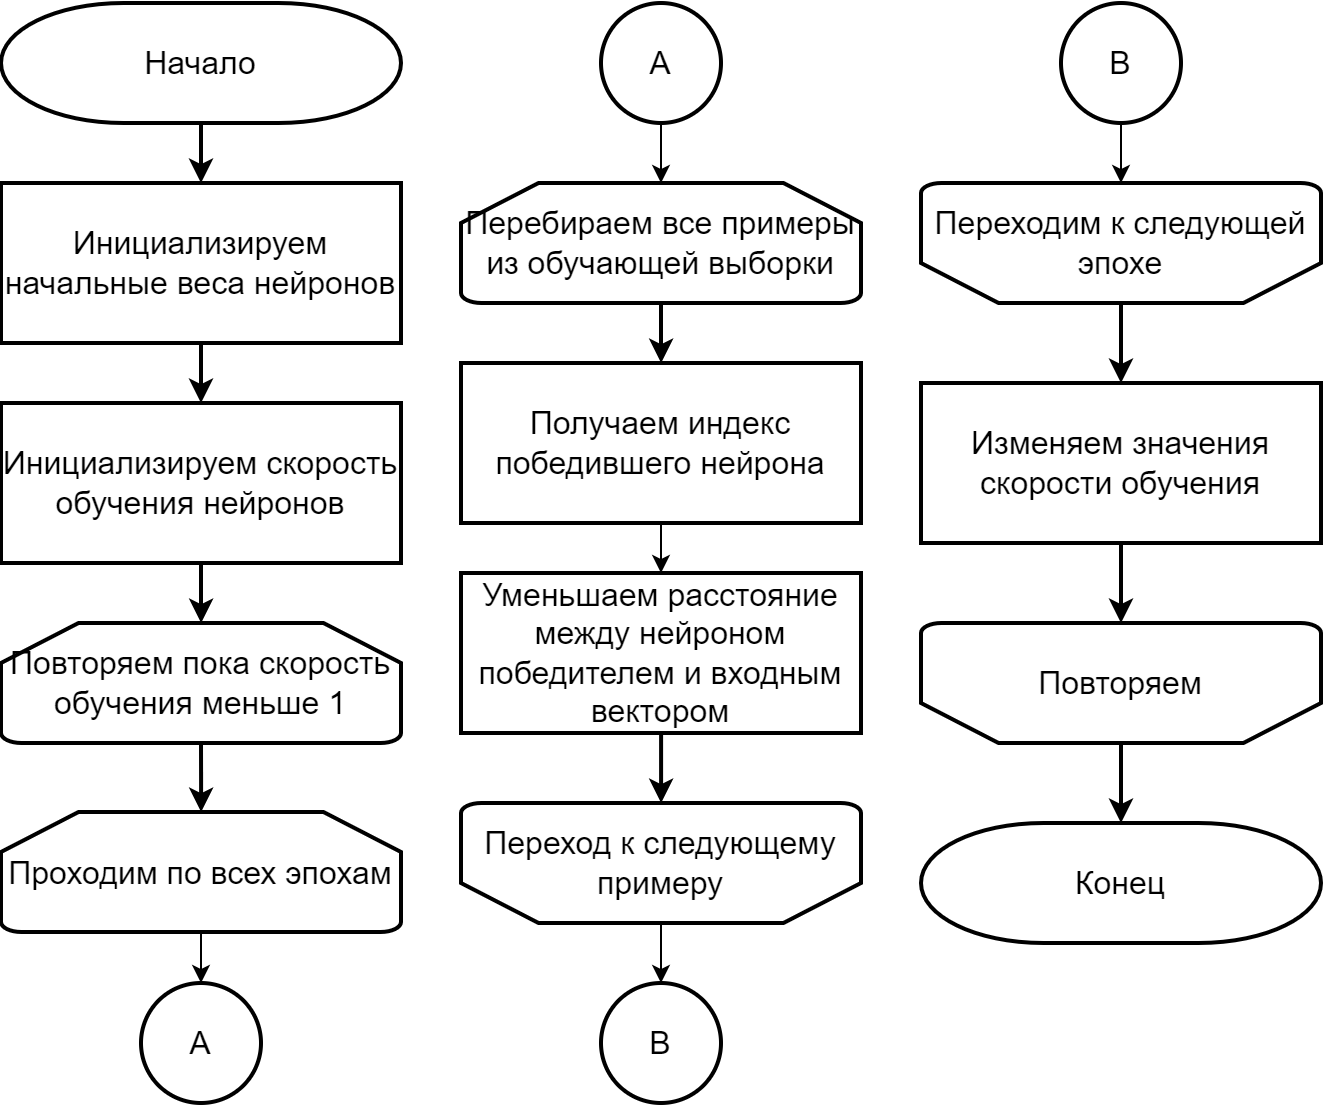 Начало
Инициализируем
начальные веса нейронов
Инициализируем скорость
обучения нейронов
Повторяем пока скорость
обучения меньше 1
Проходим по всех эпохам
A
A
Перебираем все примеры
из обучающей выборки
Получаем индекс
победившего нейрона
Уменьшаем расстояние
между нейроном
победителем и входным
вектором
Переход к следующему
примеру
B
B
Переходим к следующей
эпохе
Изменяем значения
скорости обучения
Повторяем
Конец